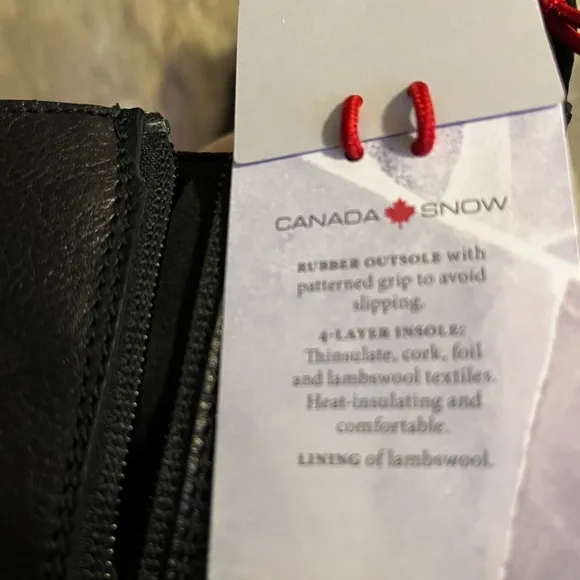 CANADA SNOW
RUBBER OUTSOLE with
patterned grip to avoid
slipping.
4-LAYER INSOLE:
Thinsulate, cork, foil
and lambswool textiles.
Heat-insulating and
comfortable.
LINING of lambswool.